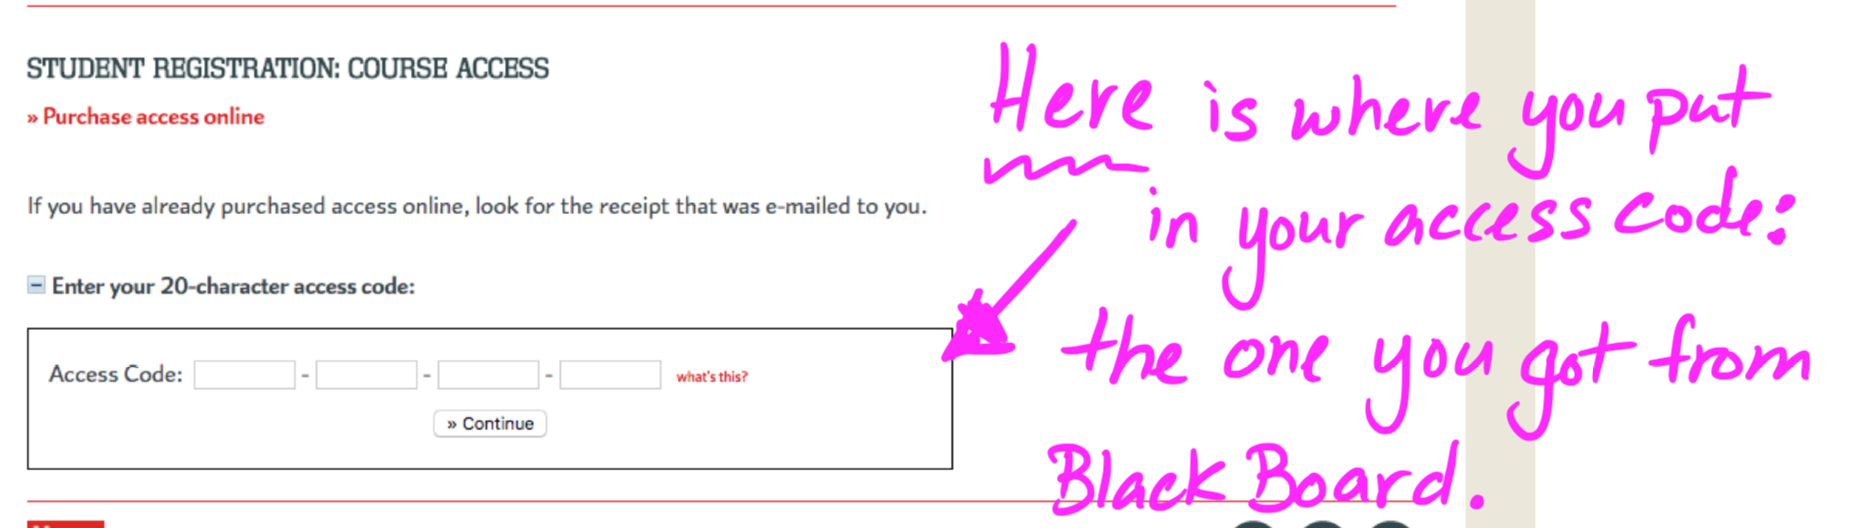 STUDENT REGISTRATION: COURSE ACCESS
» Purchase access online
If you have already purchased access online, look for the receipt that was e-mailed to you.
Enter your 20-character access code:
Access Code: - - - what's this?
» Continue
Here is where you put
in your access code:
the one you got from
BlackBoard.